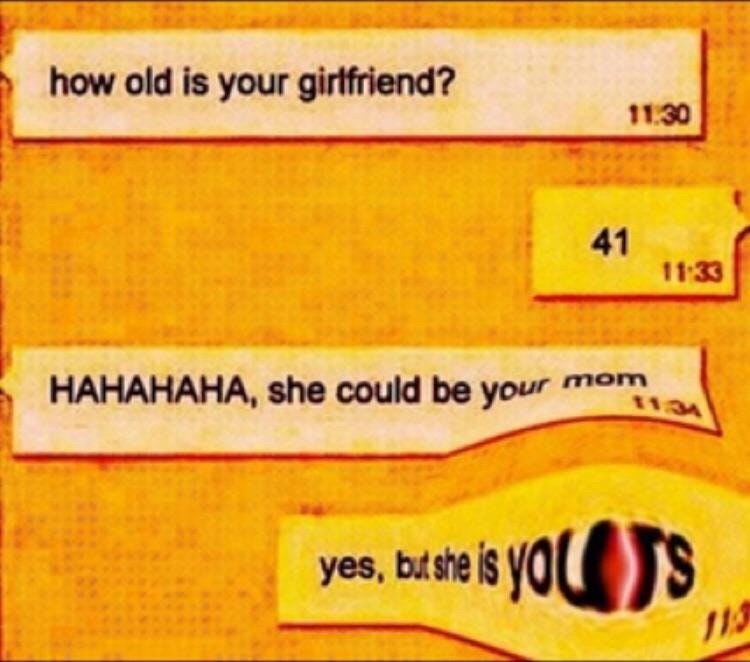 how old is your girlfriend?
11:30
41
11:33
HAHAHAHA, she could be your mom
11:34
yes, but she is yours